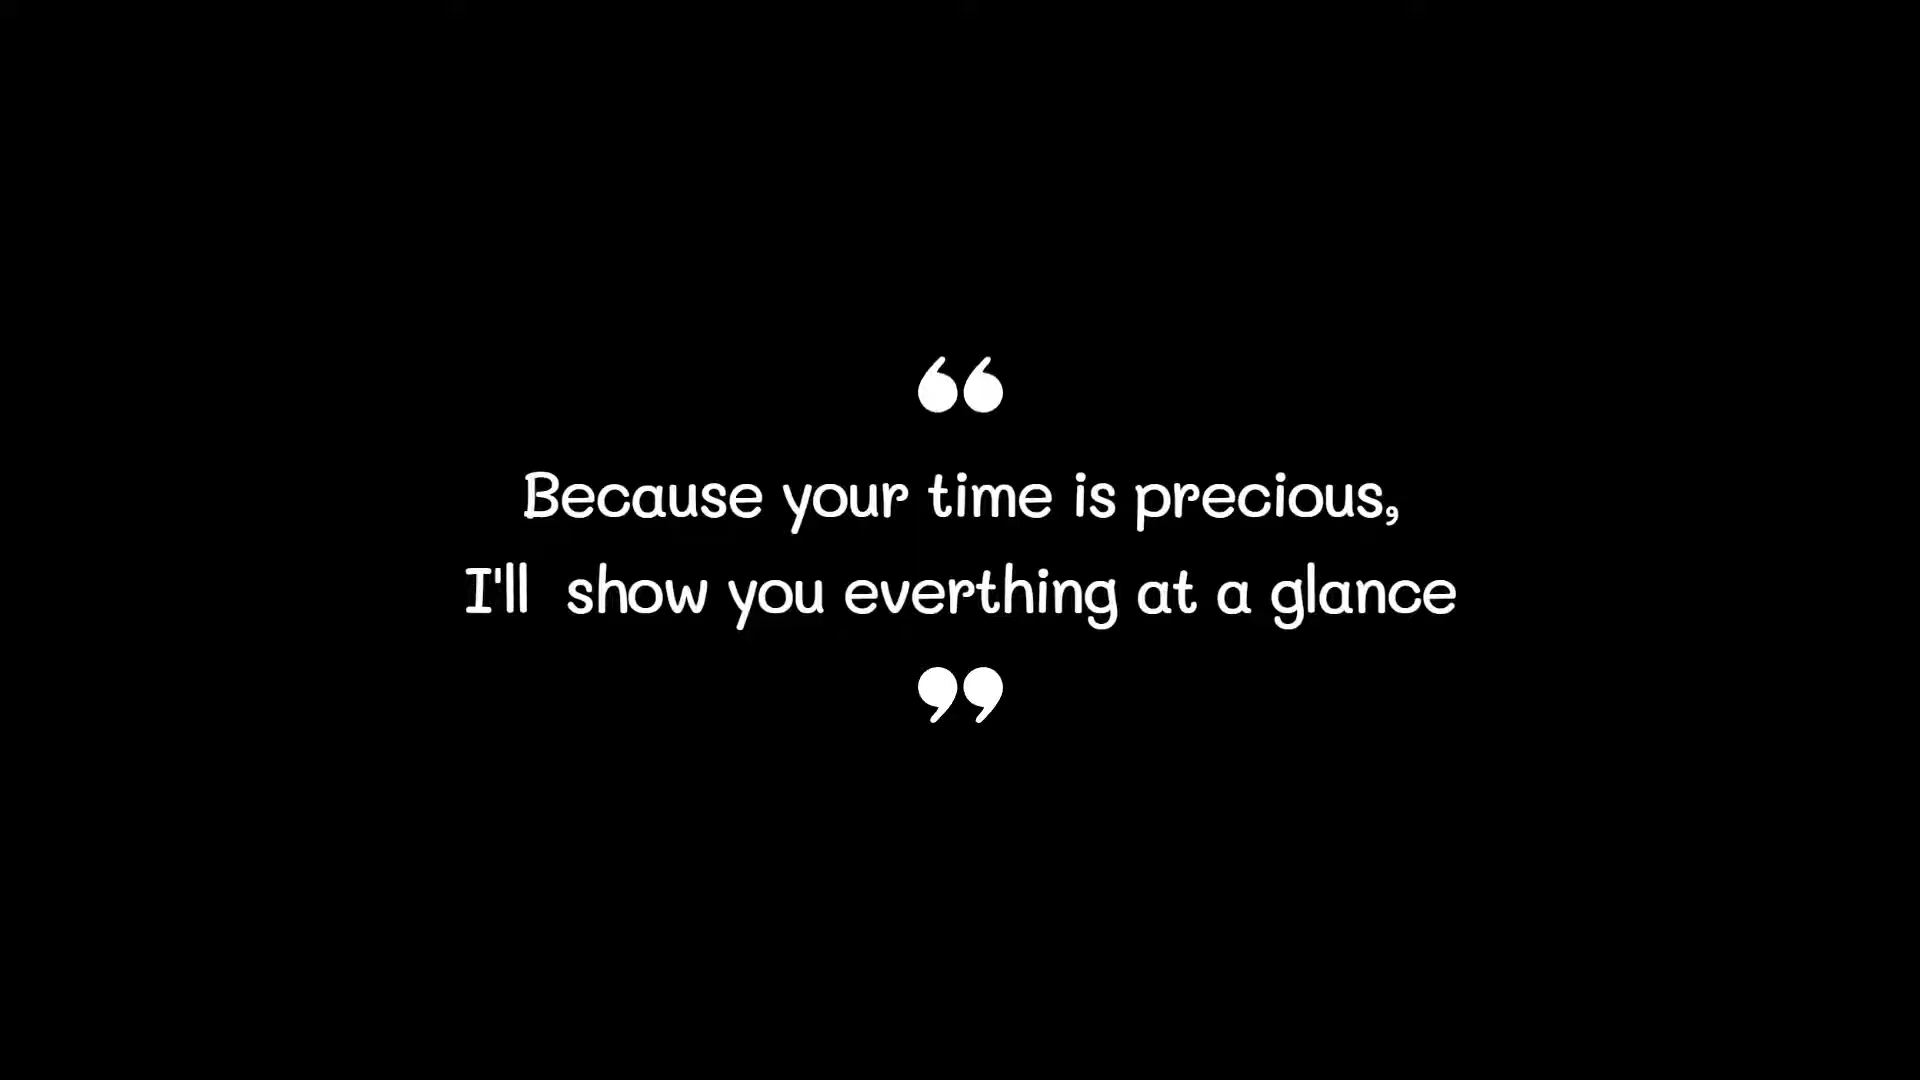 “
Because your time is precious,
I'll  show you everthing at a glance
”